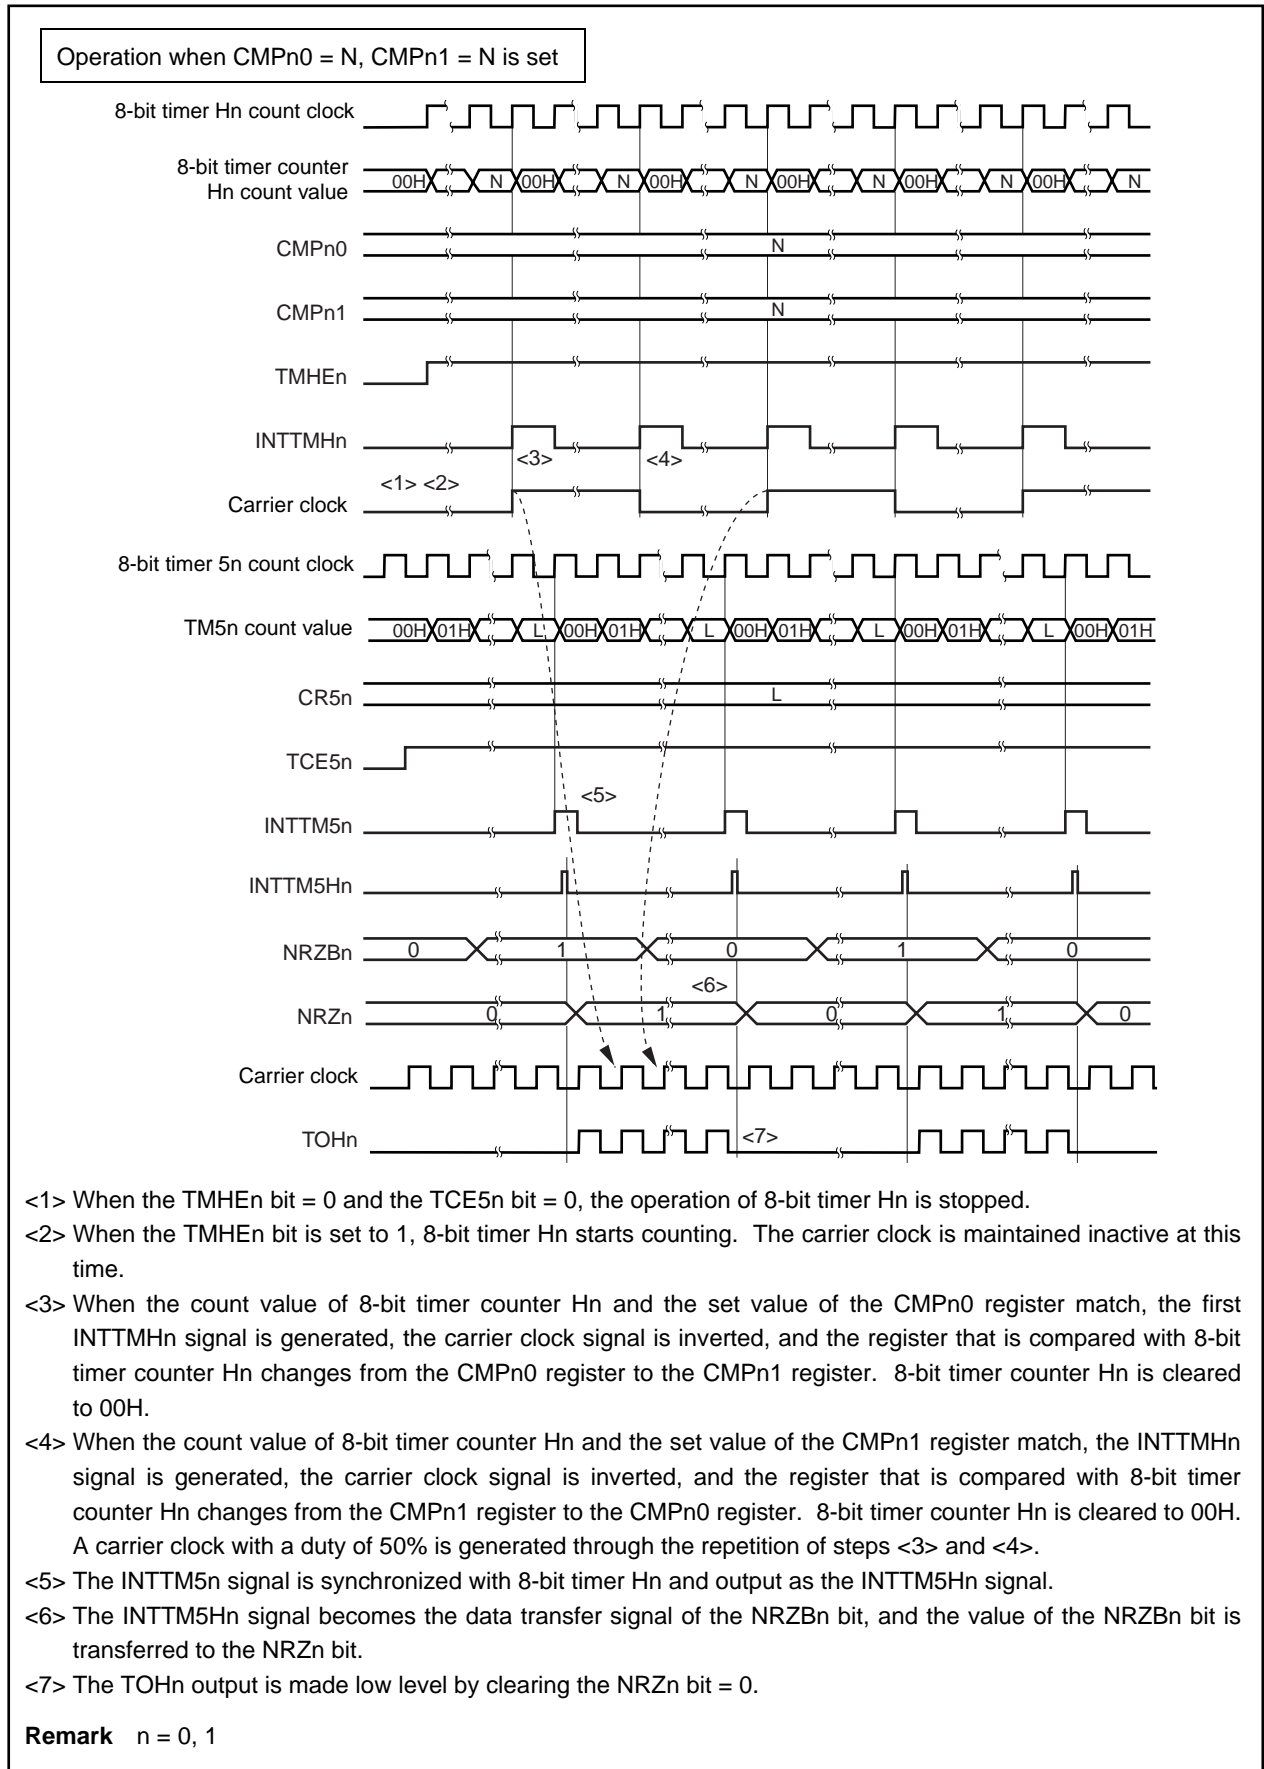 Operation when CMPn0 = N, CMPn1 = N is set
8-bit timer Hn count clock
8-bit timer counter
Hn count value
00H N 00H N 00H N 00H N 00H N 00H N
CMPn0
N
CMPn1
N
TMHEn
INTTMHn
<3> <4>
<1> <2>
Carrier clock
8-bit timer 5n count clock
TM5n count value
00H 01H L 00H 01H L 00H 01H L 00H 01H L 00H 01H
CR5n
L
TCE5n
<5>
INTTM5n
INTTM5Hn
NRZBn
0 1 0 1 0
<6>
NRZn
0 1 0 1 0
Carrier clock
TOHn
<7>
<1> When the TMHEn bit = 0 and the TCE5n bit = 0, the operation of 8-bit timer Hn is stopped.
<2> When the TMHEn bit is set to 1, 8-bit timer Hn starts counting. The carrier clock is maintained inactive at this
time.
<3> When the count value of 8-bit timer counter Hn and the set value of the CMPn0 register match, the first
INTTMHn signal is generated, the carrier clock signal is inverted, and the register that is compared with 8-bit
timer counter Hn changes from the CMPn0 register to the CMPn1 register. 8-bit timer counter Hn is cleared
to 00H.
<4> When the count value of 8-bit timer counter Hn and the set value of the CMPn1 register match, the INTTMHn
signal is generated, the carrier clock signal is inverted, and the register that is compared with 8-bit timer
counter Hn changes from the CMPn1 register to the CMPn0 register. 8-bit timer counter Hn is cleared to 00H.
A carrier clock with a duty of 50% is generated through the repetition of steps <3> and <4>.
<5> The INTTM5n signal is synchronized with 8-bit timer Hn and output as the INTTM5Hn signal.
<6> The INTTM5Hn signal becomes the data transfer signal of the NRZBn bit, and the value of the NRZBn bit is
transferred to the NRZn bit.
<7> The TOHn output is made low level by clearing the NRZn bit = 0.
Remark n = 0, 1